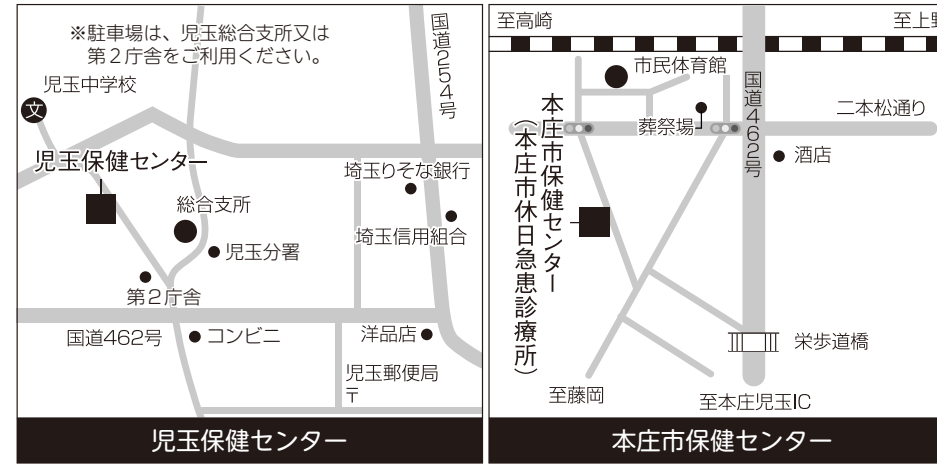 ※駐車場は、児玉総合支所又は
第2庁舎をご利用ください。
国道254号
児玉中学校
文
児玉保健センター
総合支所
児玉分署
第2庁舎
埼玉りそな銀行
埼玉信用組合
国道462号
コンビニ
洋品店
児玉郵便局
〒
児玉保健センター
至高崎
至上野
市民体育館
国道462号
二本松通り
葬祭場
酒店
本庄市保健センター
(本庄市休日急患診療所)
栄歩道橋
至藤岡
至本庄児玉IC
本庄市保健センター